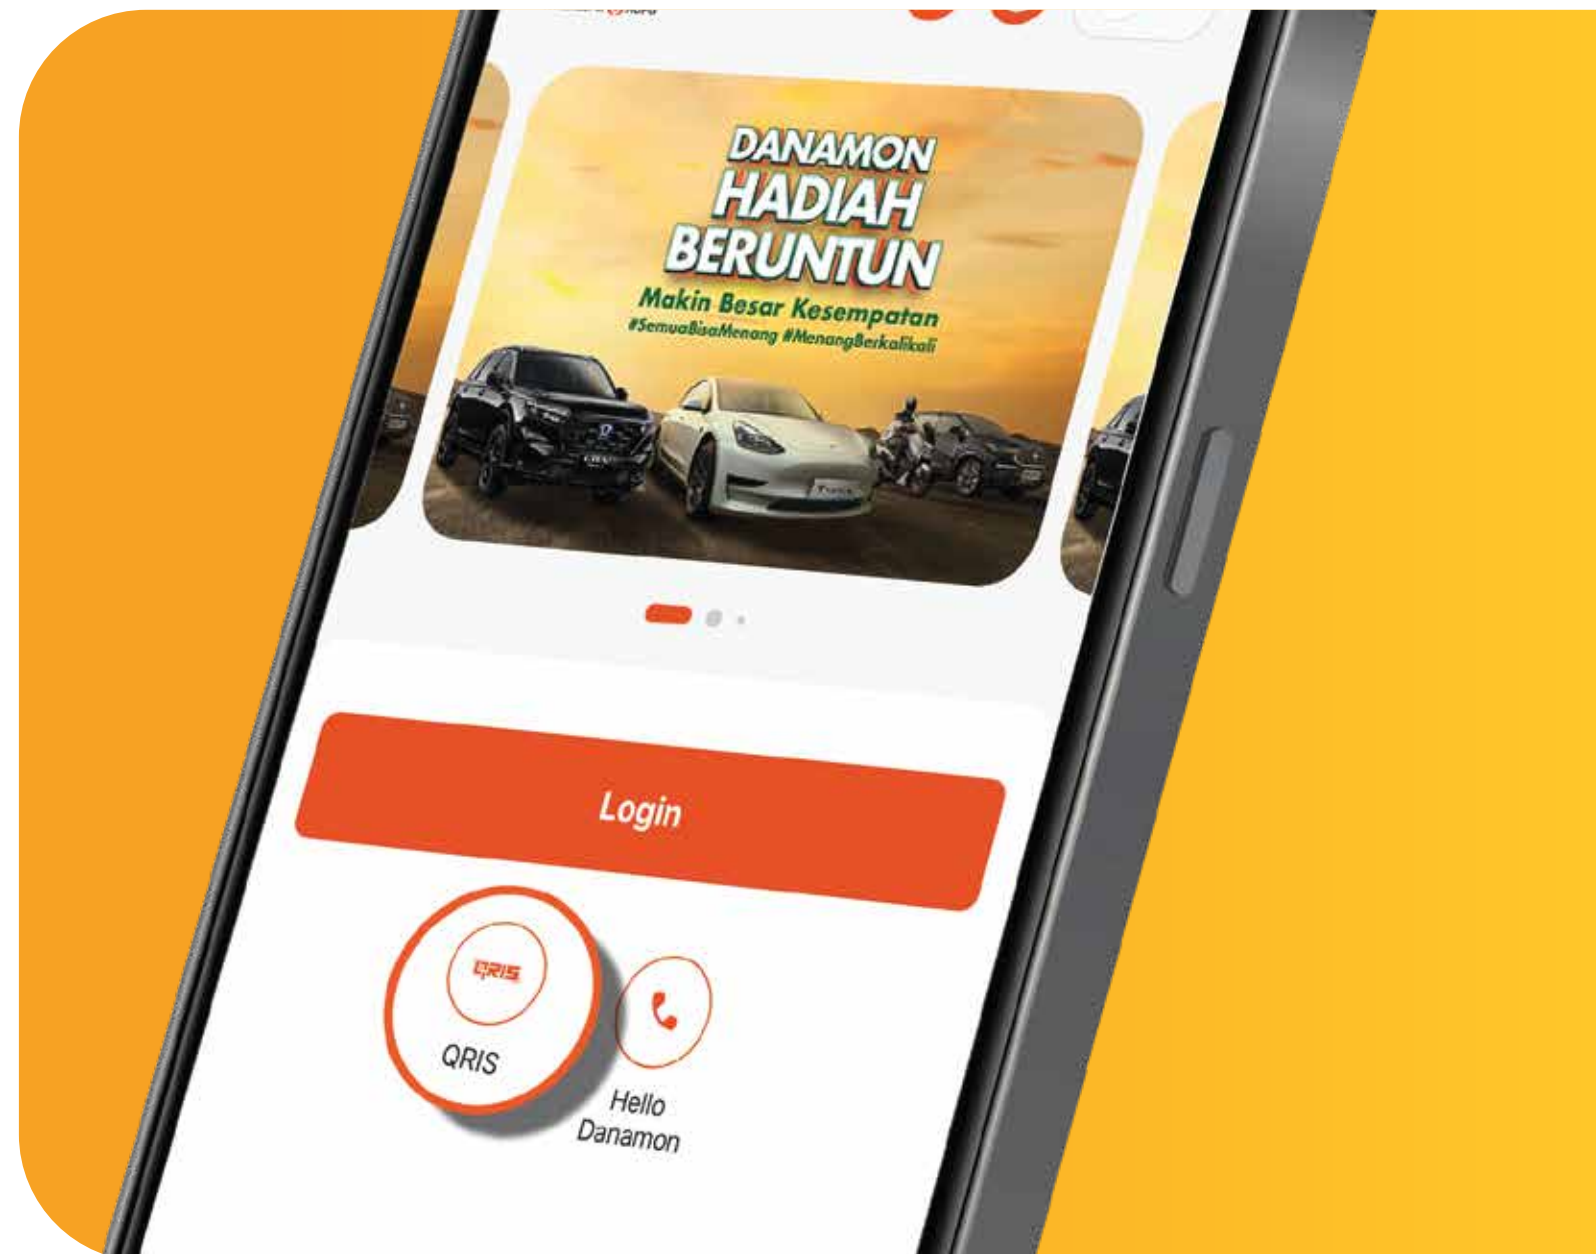 DANAMON
HADIAH
BERUNTUN
Makin Besar Kesempatan
#SemuaBisaMenang #MenangBerkalikali
Login
QRIS
QRIS
Hello
Danamon